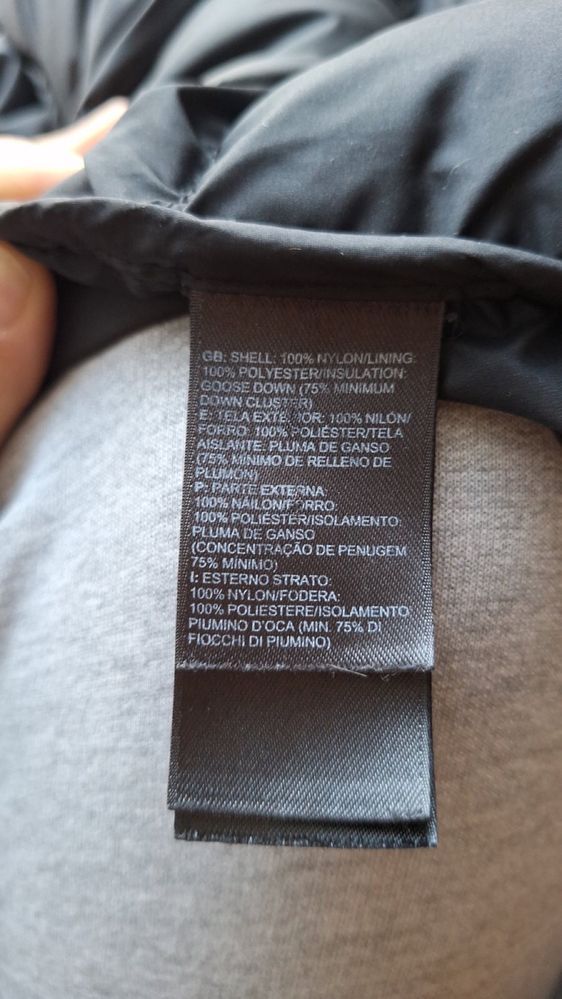 GB: SHELL: 100% NYLON/LINING:
100% POLYESTER/INSULATION:
GOOSE DOWN (75% MINIMUM
DOWN CLUSTER)
E: TELA EXTERIOR: 100% NILÓN/
FORRO: 100% POLIÉSTER/TELA
AISLANTE: PLUMA DE GANSO
(75% MÍNIMO DE RELLENO DE
PLUMÓN)
P: PARTE EXTERNA:
100% NÁILON/FORRO:
100% POLIÉSTER/ISOLAMENTO:
PLUMA DE GANSO
(CONCENTRAÇÃO DE PENUGEM
75% MÍNIMO)
I: ESTERNO STRATO:
100% NYLON/FODERA:
100% POLIESTERE/ISOLAMENTO:
PIUMINO D'OCA (MIN. 75% DI
FIOCCHI DI PIUMINO)